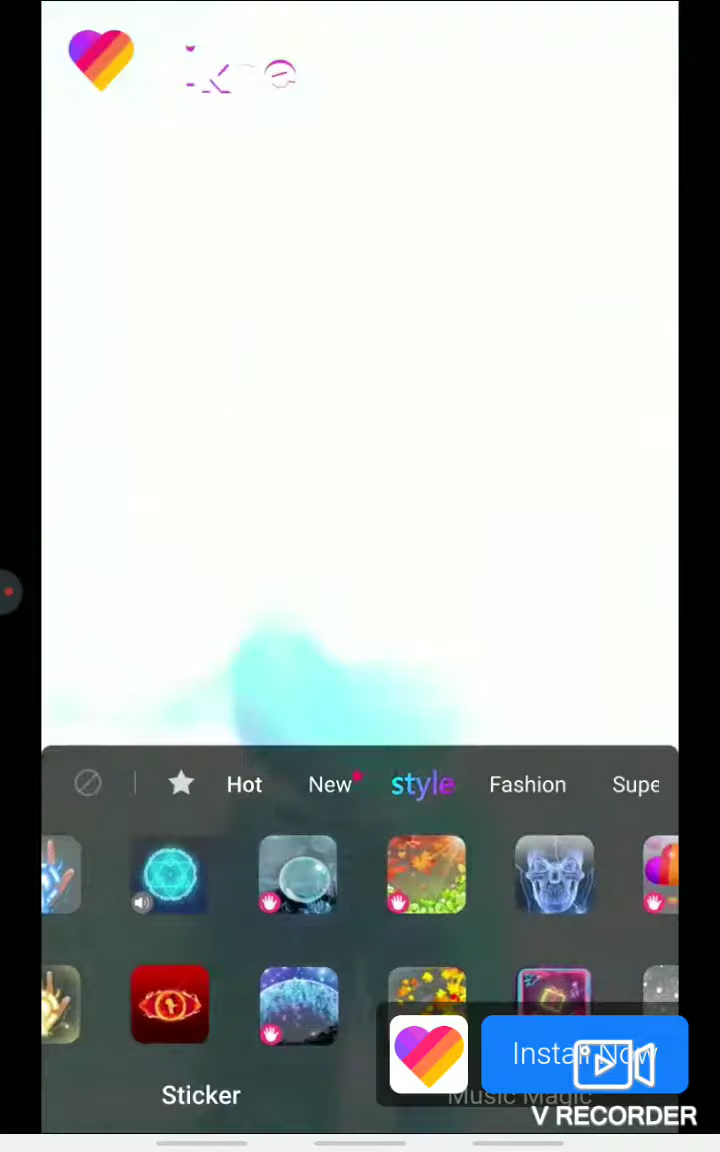 Hot New style Fashion Supe
Install Now
Sticker
Music Magic
V RECORDER